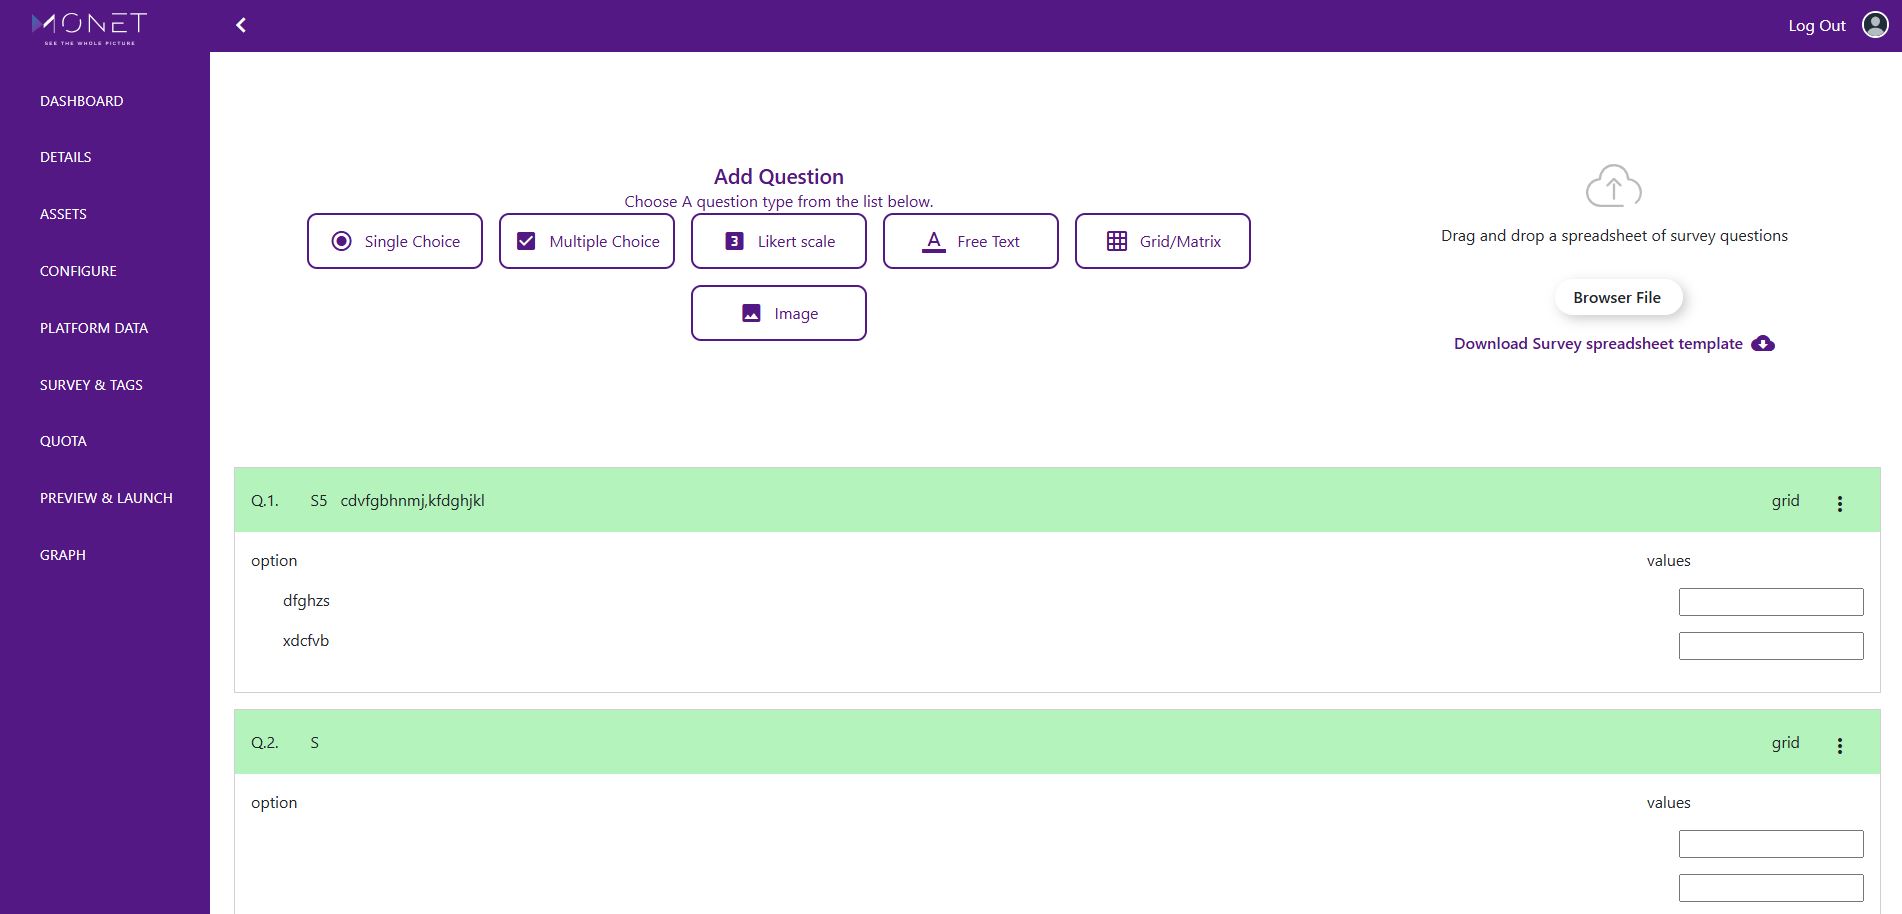 MONET
SEE THE WHOLE PICTURE
Log Out
DASHBOARD
DETAILS
ASSETS
CONFIGURE
PLATFORM DATA
SURVEY & TAGS
QUOTA
PREVIEW & LAUNCH
GRAPH
Add Question
Choose A question type from the list below.
Single Choice
Multiple Choice
3 Likert scale
A Free Text
Grid/Matrix
Image
Drag and drop a spreadsheet of survey questions
Browser File
Download Survey spreadsheet template
Q.1. S5 cdvfgbhnmj,kfdghjkl grid
option values
dfghzs
xdcfvb
Q.2. S grid
option values